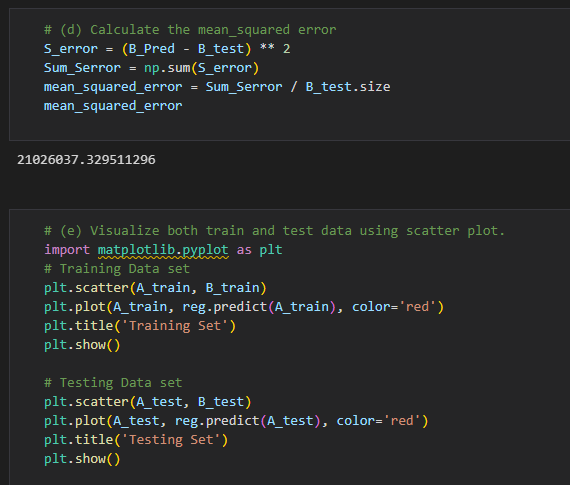 # (d) Calculate the mean_squared error
S_error = (B_Pred - B_test) ** 2
Sum_Serror = np.sum(S_error)
mean_squared_error = Sum_Serror / B_test.size
mean_squared_error
21026037.329511296
# (e) Visualize both train and test data using scatter plot.
import matplotlib.pyplot as plt
# Training Data set
plt.scatter(A_train, B_train)
plt.plot(A_train, reg.predict(A_train), color='red')
plt.title('Training Set')
plt.show()
# Testing Data set
plt.scatter(A_test, B_test)
plt.plot(A_test, reg.predict(A_test), color='red')
plt.title('Testing Set')
plt.show()